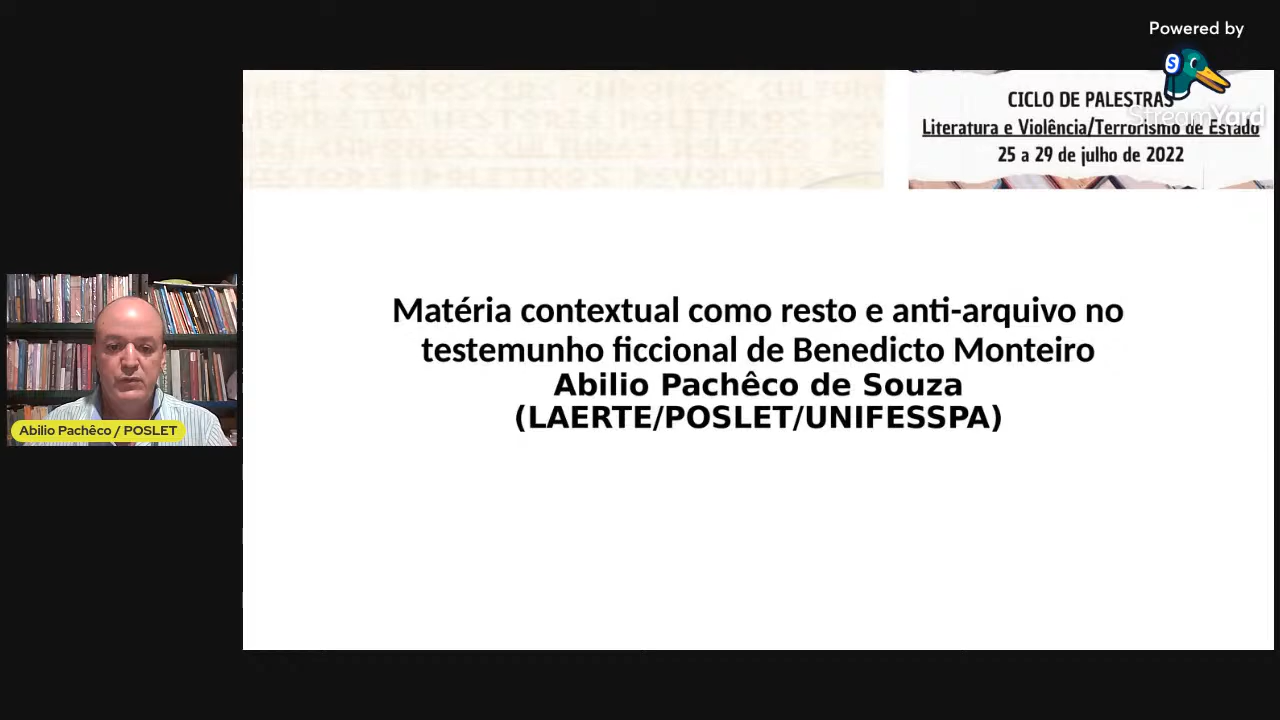 Powered by
StreamYard
CICLO DE PALESTRAS
Literatura e Violência/Terrorismo de Estado
25 a 29 de julho de 2022
Matéria contextual como resto e anti-arquivo no
testemunho ficcional de Benedicto Monteiro
Abilio Pachêco de Souza
(LAERTE/POSLET/UNIFESSPA)
Abilio Pachêco / POSLET